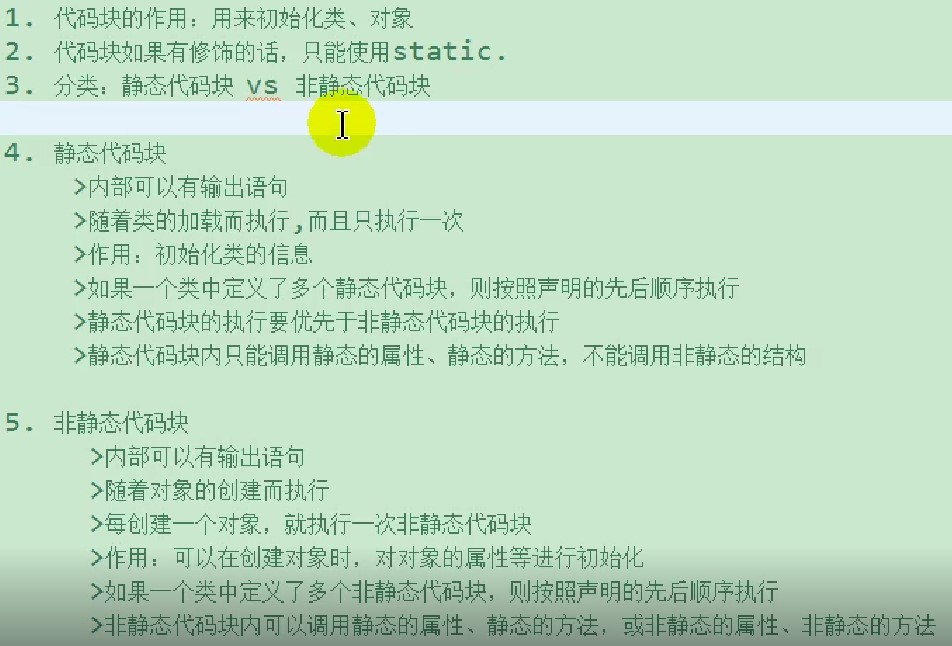 1. 代码块的作用：用来初始化类、对象
2. 代码块如果有修饰的话，只能使用static.
3. 分类：静态代码块 vs 非静态代码块
4. 静态代码块
>内部可以有输出语句
>随着类的加载而执行,而且只执行一次
>作用：初始化类的信息
>如果一个类中定义了多个静态代码块，则按照声明的先后顺序执行
>静态代码块的执行要优先于非静态代码块的执行
>静态代码块内只能调用静态的属性、静态的方法，不能调用非静态的结构
5. 非静态代码块
>内部可以有输出语句
>随着对象的创建而执行
>每创建一个对象，就执行一次非静态代码块
>作用：可以在创建对象时，对对象的属性等进行初始化
>如果一个类中定义了多个非静态代码块，则按照声明的先后顺序执行
>非静态代码块内可以调用静态的属性、静态的方法，或非静态的属性、非静态的方法